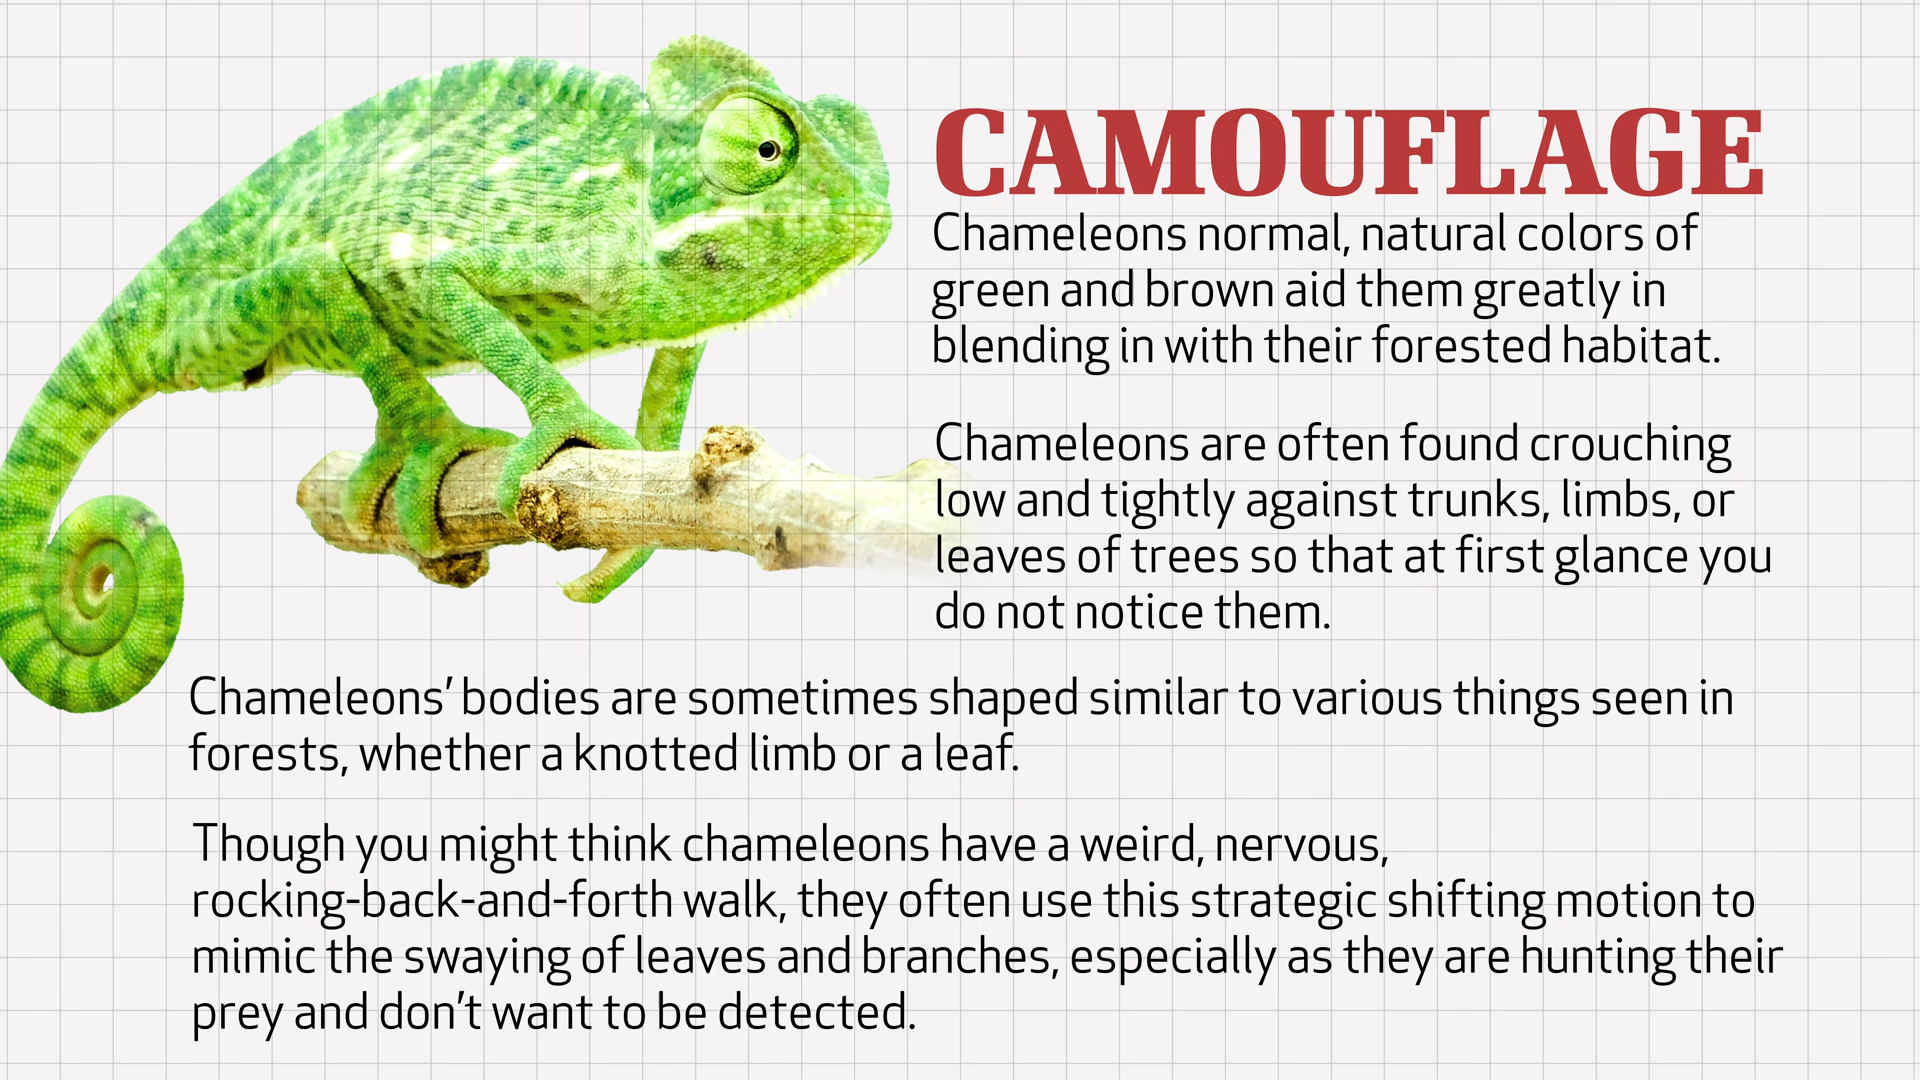 CAMOUFLAGE
Chameleons normal, natural colors of
green and brown aid them greatly in
blending in with their forested habitat.
Chameleons are often found crouching
low and tightly against trunks, limbs, or
leaves of trees so that at first glance you
do not notice them.
Chameleons’ bodies are sometimes shaped similar to various things seen in
forests, whether a knotted limb or a leaf.
Though you might think chameleons have a weird, nervous,
rocking-back-and-forth walk, they often use this strategic shifting motion to
mimic the swaying of leaves and branches, especially as they are hunting their
prey and don’t want to be detected.